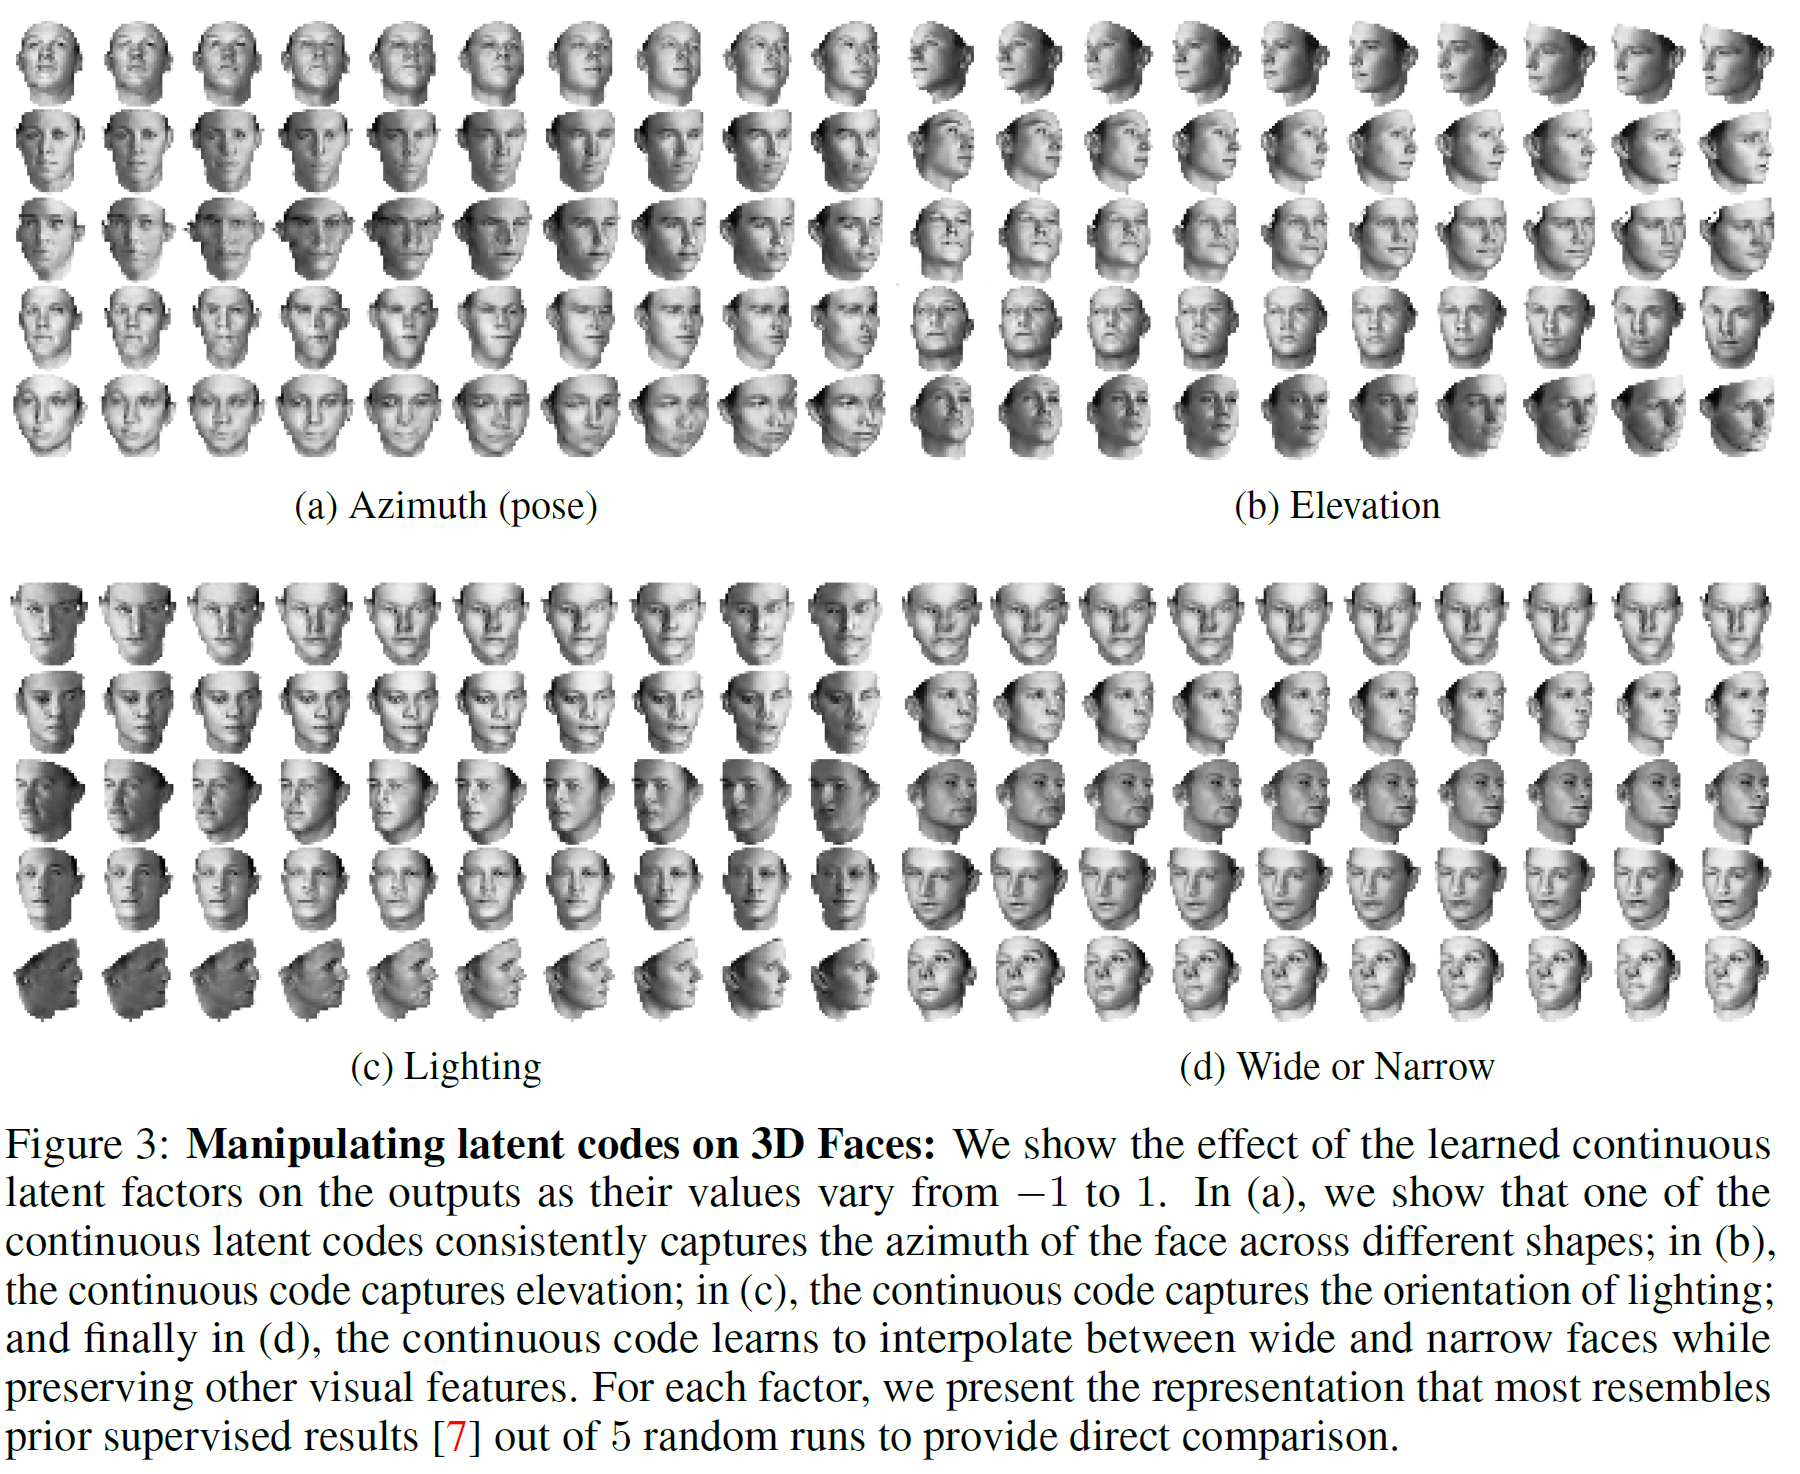 (a) Azimuth (pose)
(b) Elevation
(c) Lighting
(d) Wide or Narrow
Figure 3: Manipulating latent codes on 3D Faces: We show the effect of the learned continuous
latent factors on the outputs as their values vary from −1 to 1. In (a), we show that one of the
continuous latent codes consistently captures the azimuth of the face across different shapes; in (b),
the continuous code captures elevation; in (c), the continuous code captures the orientation of lighting;
and finally in (d), the continuous code learns to interpolate between wide and narrow faces while
preserving other visual features. For each factor, we present the representation that most resembles
prior supervised results [7] out of 5 random runs to provide direct comparison.